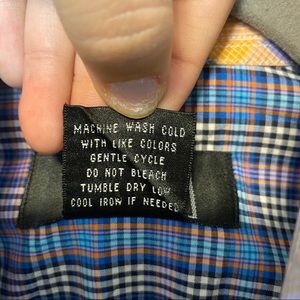 MACHINE WASH COLD
WITH LIKE COLORS
GENTLE CYCLE
DO NOT BLEACH
TUMBLE DRY LOW
COOL IRON IF NEEDED